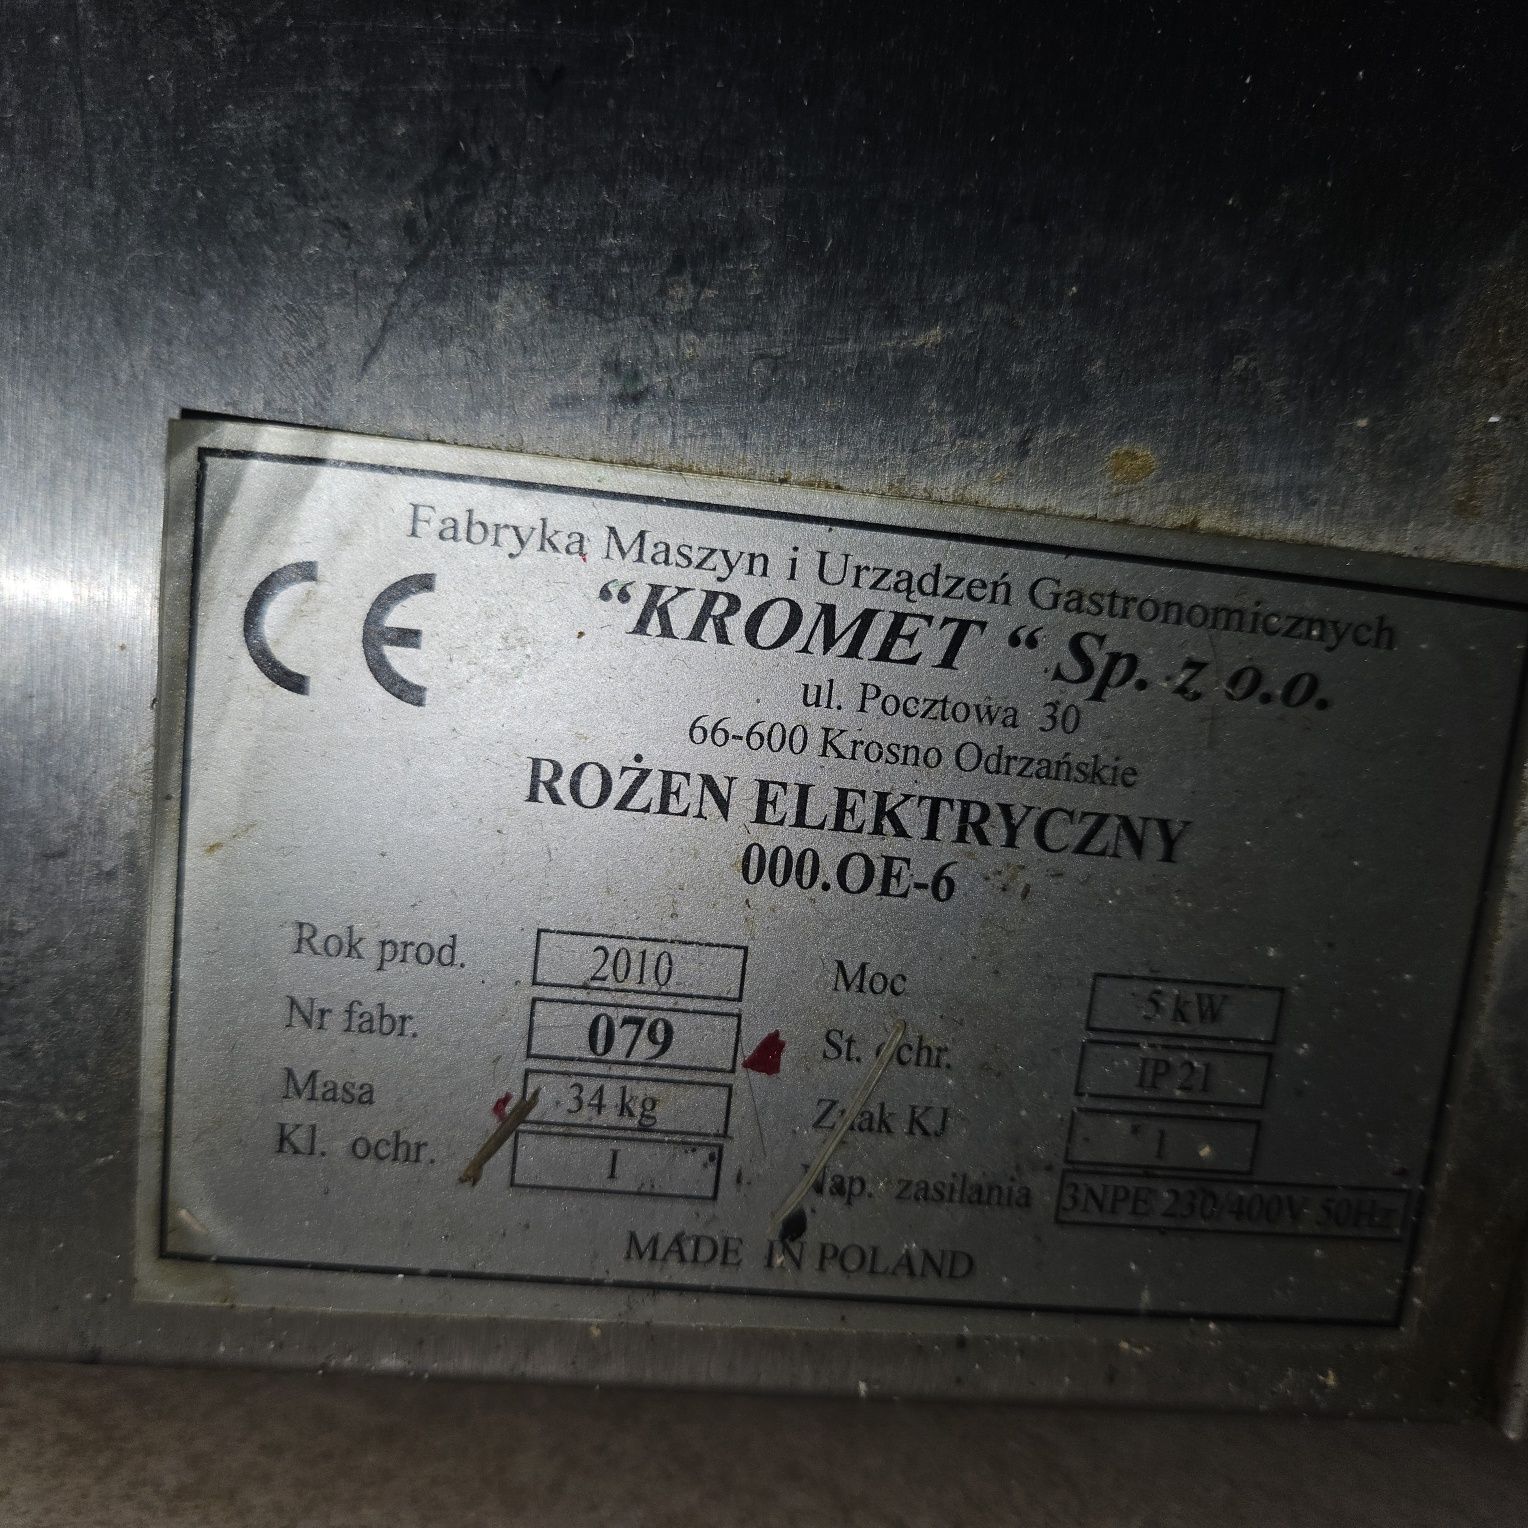 CE
Fabryka Maszyn i Urządzeń Gastronomicznych
“KROMET “ Sp. z o.o.
ul. Pocztowa 30
66-600 Krosno Odrzańskie
ROŻEN ELEKTRYCZNY
000.OE-6
Rok prod. 2010 Moc 5 kW
Nr fabr. 079 St. ochr. IP 21
Masa 34 kg Znak KJ 1
Kl. ochr. I Nap. zasilania 3NPE 230/400V 50Hz
MADE IN POLAND